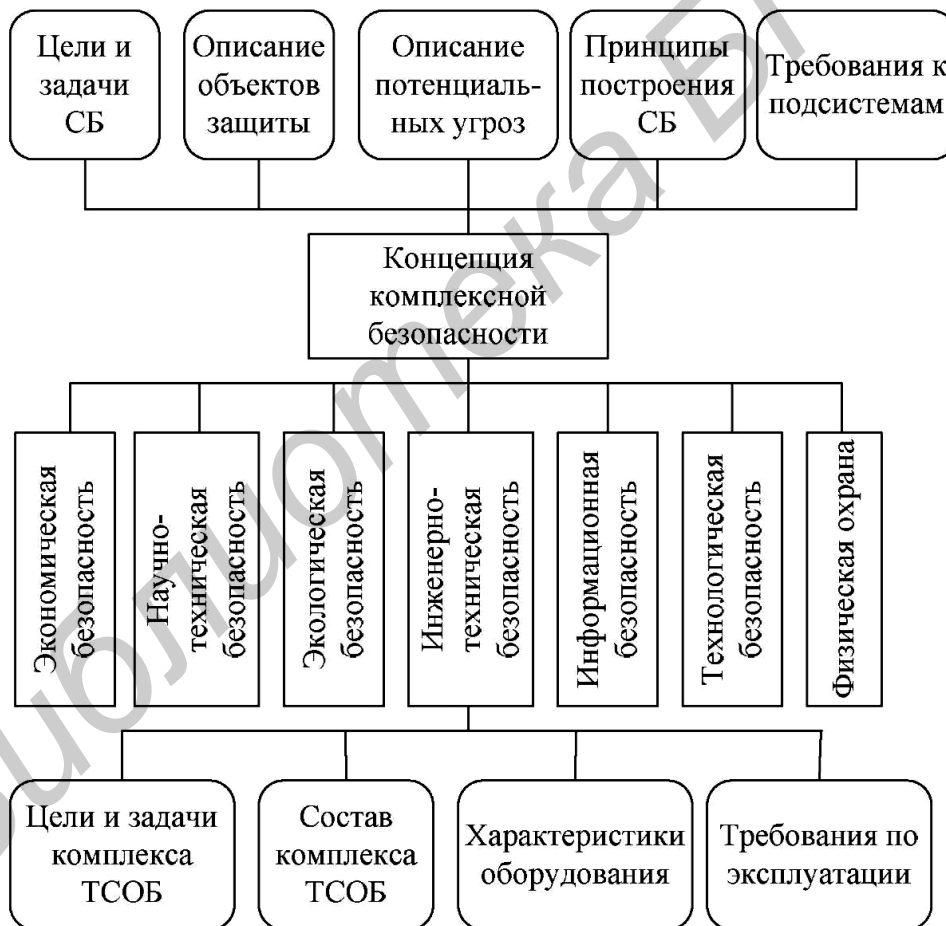 Цели и
задачи
СБ
Описание
объектов
защиты
Описание
потенциаль-
ных угроз
Принципы
построения
СБ
Требования к
подсистемам
Концепция
комплексной
безопасности
Экономическая
безопасность
Научно-
техническая
безопасность
Экологическая
безопасность
Инженерно-
техническая
безопасность
Информационная
безопасность
Технологическая
безопасность
Физическая охрана
Цели и задачи
комплекса
ТСОБ
Состав
комплекса
ТСОБ
Характеристики
оборудования
Требования по
эксплуатации